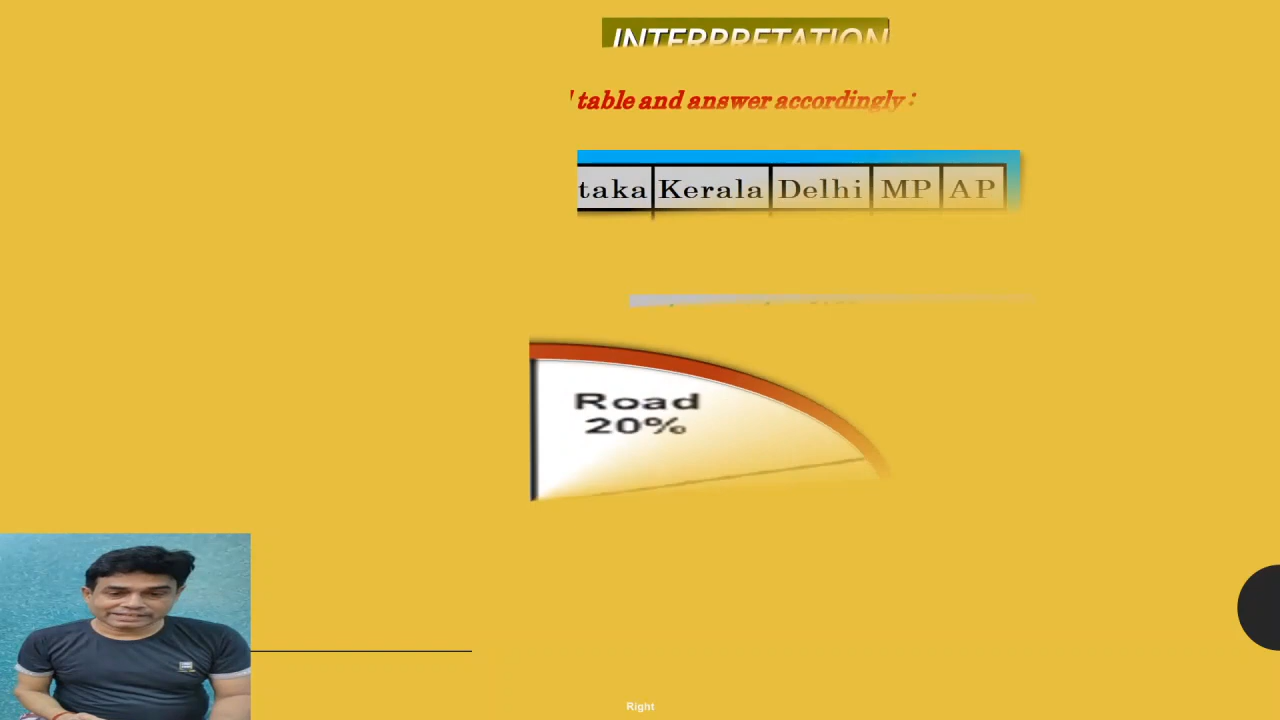 INTERPRETATION
table and answer accordingly :
taka Kerala Delhi MP AP
Road
20%
Right